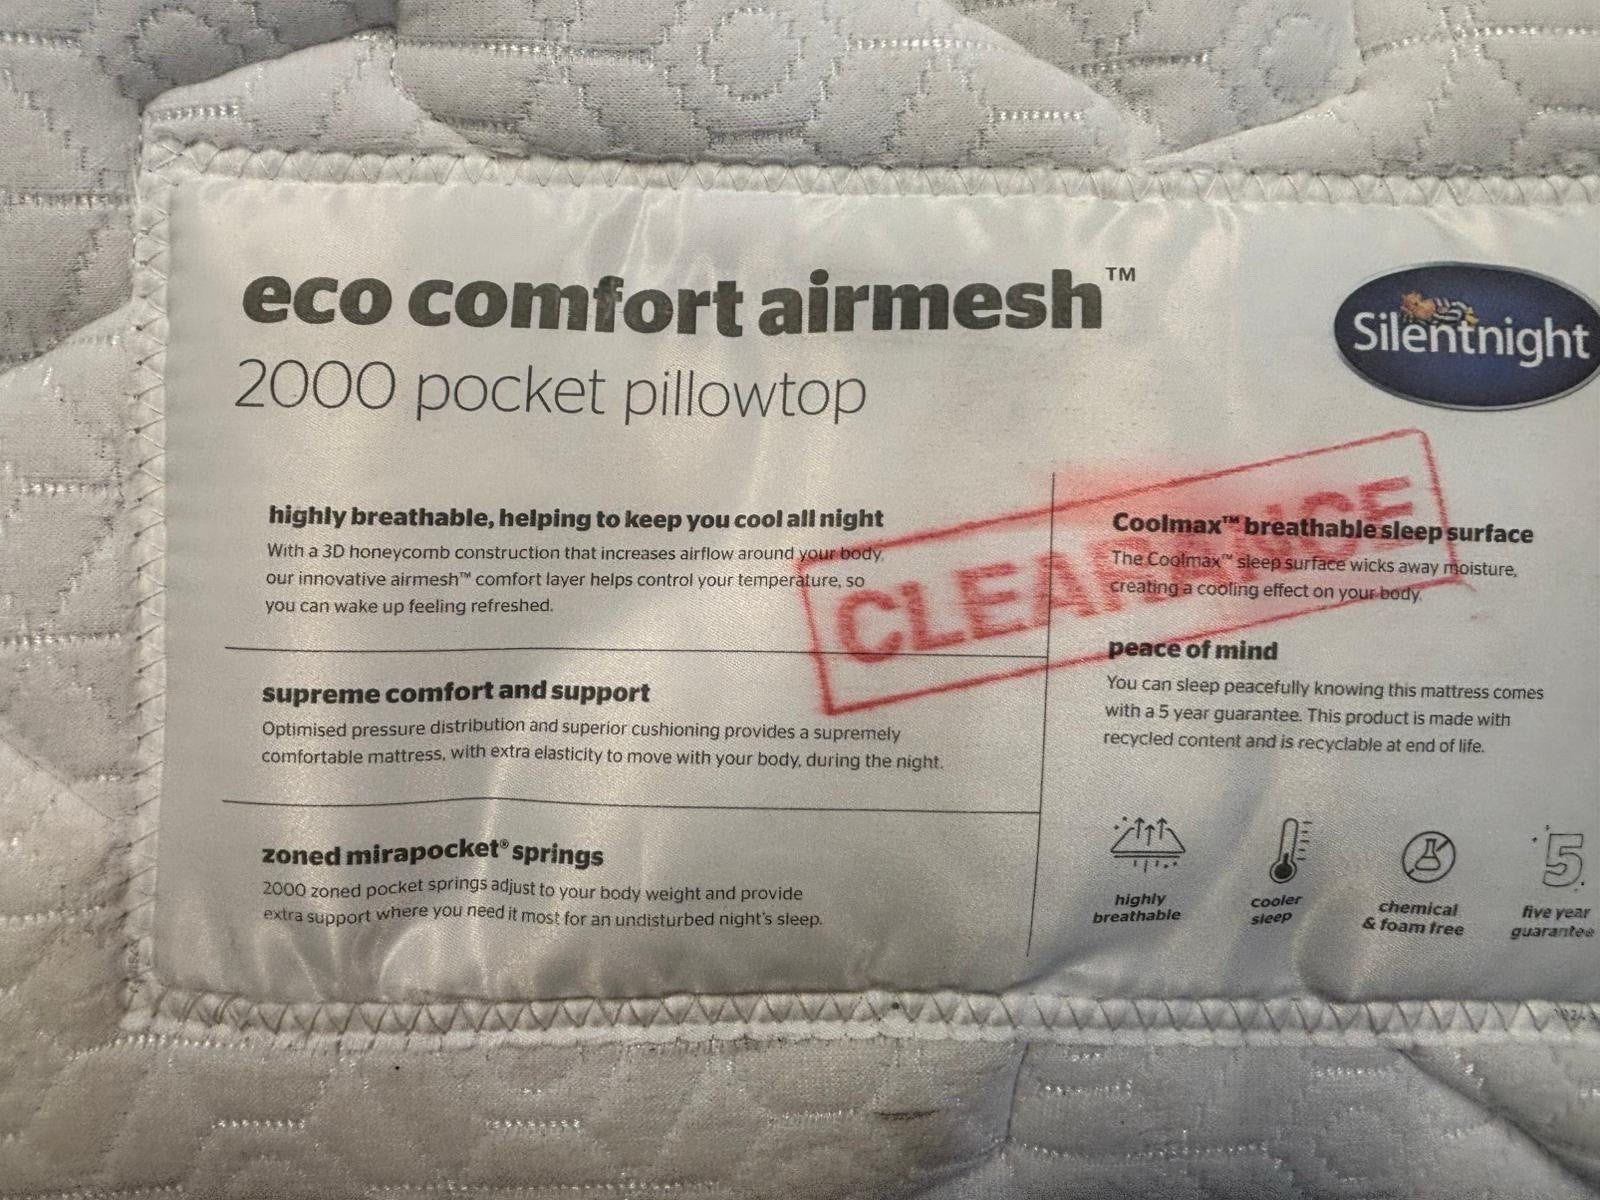 eco comfort airmesh™
2000 pocket pillowtop
Silentnight
highly breathable, helping to keep you cool all night
With a 3D honeycomb construction that increases airflow around your body,
our innovative airmesh™ comfort layer helps control your temperature, so
you can wake up feeling refreshed.
supreme comfort and support
Optimised pressure distribution and superior cushioning provides a supremely
comfortable mattress, with extra elasticity to move with your body, during the night.
zoned mirapocket® springs
2000 zoned pocket springs adjust to your body weight and provide
extra support where you need it most for an undisturbed night's sleep.
CLEARANCE
Coolmax™ breathable sleep surface
The Coolmax™ sleep surface wicks away moisture,
creating a cooling effect on your body.
peace of mind
You can sleep peacefully knowing this mattress comes
with a 5 year guarantee. This product is made with
recycled content and is recyclable at end of life.
highly
breathable
cooler
sleep
chemical
& foam free
5
five year
guarantee